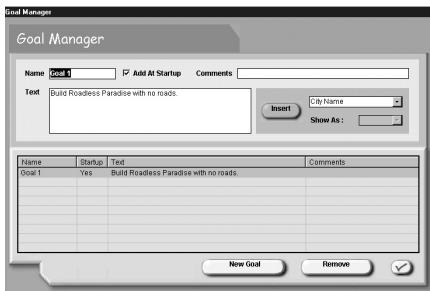 Goal Manager
Goal Manager
Name Goal 1 Add At Startup Comments
Text Build Roadless Paradise with no roads.
Insert City Name
Show As :
Name Startup Text Comments
Goal 1 Yes Build Roadless Paradise with no roads.
New Goal Remove